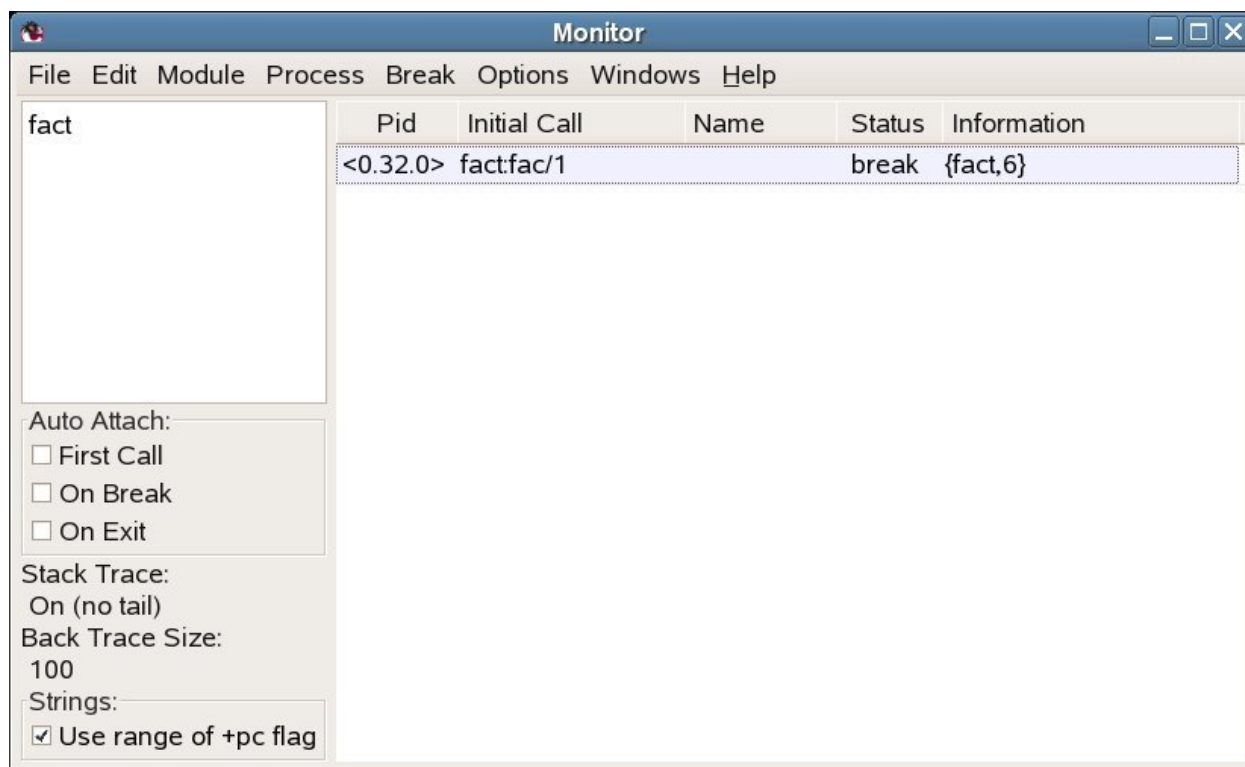 Monitor
File Edit Module Process Break Options Windows Help
fact
Pid Initial Call Name Status Information
<0.32.0> fact:fac/1 break {fact,6}
Auto Attach:
First Call
On Break
On Exit
Stack Trace:
On (no tail)
Back Trace Size:
100
Strings:
Use range of +pc flag